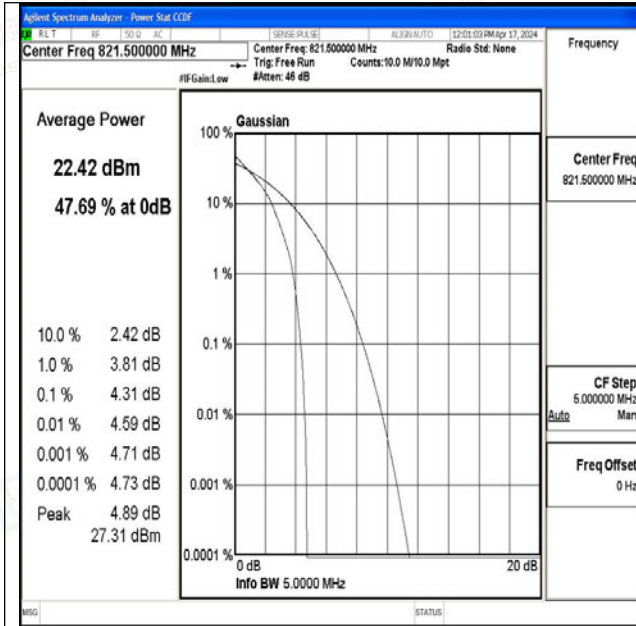 Agilent Spectrum Analyzer - Power Stat CCDF
RL T RF 50 Ω AC SENSE:PULSE ALIGNAUTO 12:01:03 PM Apr 17, 2024
Center Freq 821.500000 MHz
Center Freq: 821.500000 MHz Radio Std: None
Trig: Free Run Counts:10.0 M/10.0 Mpt
#IFGain:Low #Atten: 46 dB
Average Power
22.42 dBm
47.69 % at 0dB
10.0 % 2.42 dB
1.0 % 3.81 dB
0.1 % 4.31 dB
0.01 % 4.59 dB
0.001 % 4.71 dB
0.0001 % 4.73 dB
Peak 4.89 dB
27.31 dBm
Gaussian
100 %
10 %
1 %
0.1 %
0.01 %
0.001 %
0.0001 %
0 dB 20 dB
Info BW 5.0000 MHz
Frequency
Center Freq
821.500000 MHz
CF Step
5.000000 MHz
Auto Man
Freq Offset
0 Hz
MSG STATUS